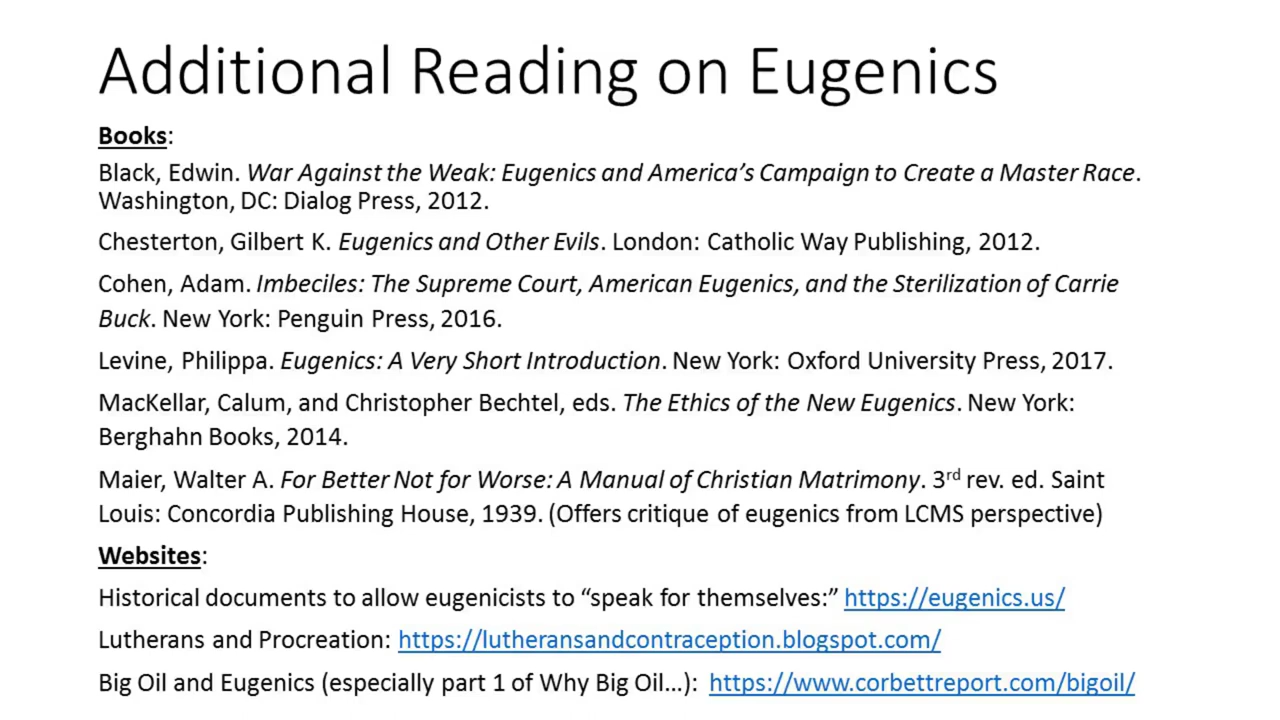 Additional Reading on Eugenics
Books:
Black, Edwin. War Against the Weak: Eugenics and America’s Campaign to Create a Master Race.
Washington, DC: Dialog Press, 2012.
Chesterton, Gilbert K. Eugenics and Other Evils. London: Catholic Way Publishing, 2012.
Cohen, Adam. Imbeciles: The Supreme Court, American Eugenics, and the Sterilization of Carrie
Buck. New York: Penguin Press, 2016.
Levine, Philippa. Eugenics: A Very Short Introduction. New York: Oxford University Press, 2017.
MacKellar, Calum, and Christopher Bechtel, eds. The Ethics of the New Eugenics. New York:
Berghahn Books, 2014.
Maier, Walter A. For Better Not for Worse: A Manual of Christian Matrimony. 3rd rev. ed. Saint
Louis: Concordia Publishing House, 1939. (Offers critique of eugenics from LCMS perspective)
Websites:
Historical documents to allow eugenicists to “speak for themselves:” https://eugenics.us/
Lutherans and Procreation: https://lutheransandcontraception.blogspot.com/
Big Oil and Eugenics (especially part 1 of Why Big Oil…): https://www.corbettreport.com/bigoil/